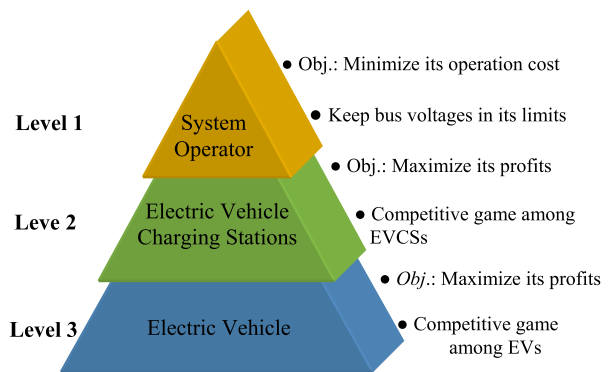 ● Obj.: Minimize its operation cost
Level 1
System
Operator
● Keep bus voltages in its limits
● Obj.: Maximize its profits
Leve 2
Electric Vehicle
Charging Stations
● Competitive game among
EVCSs
● Obj.: Maximize its profits
Level 3
Electric Vehicle
● Competitive game
among EVs